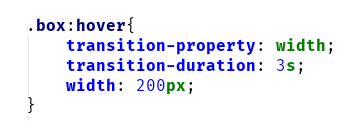 .box:hover{
    transition-property: width;
    transition-duration: 3s;
    width: 200px;
}